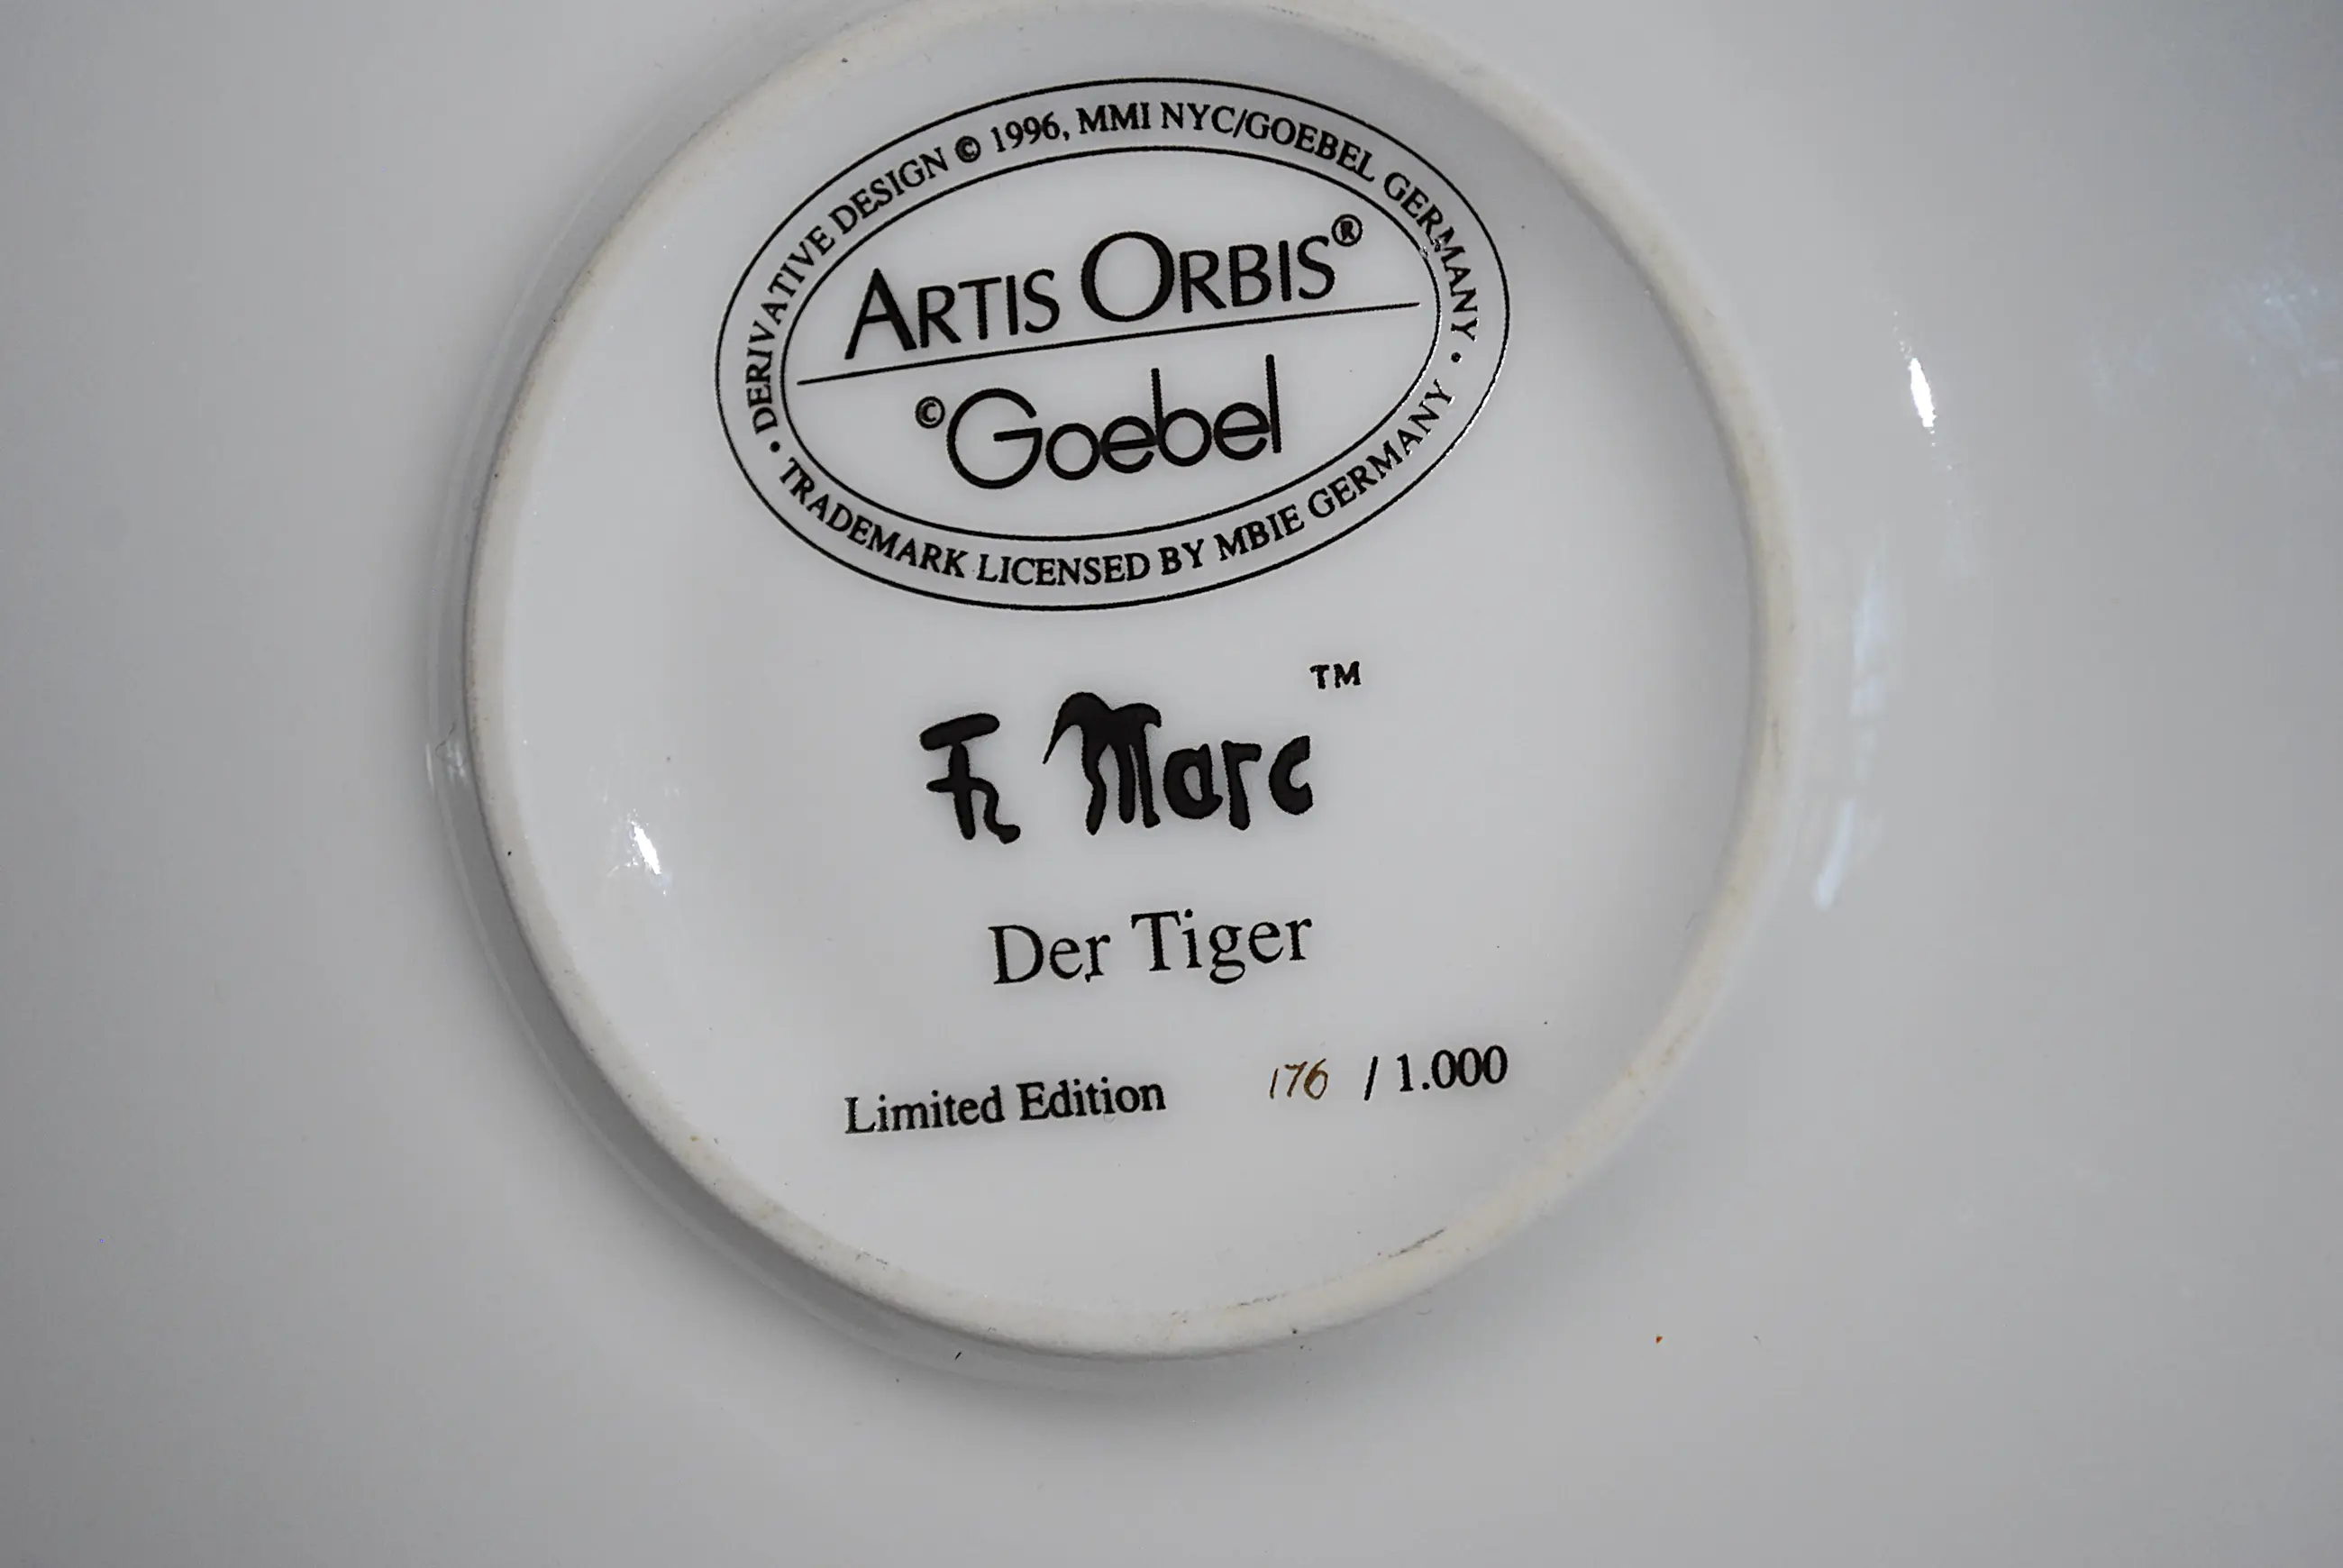 • DERIVATIVE DESIGN © 1996, MMI NYC/GOEBEL GERMANY •
ARTIS ORBIS®
©Goebel
TRADEMARK LICENSED BY MBIE GERMANY
Fz Marc™
Der Tiger
Limited Edition 176 / 1.000